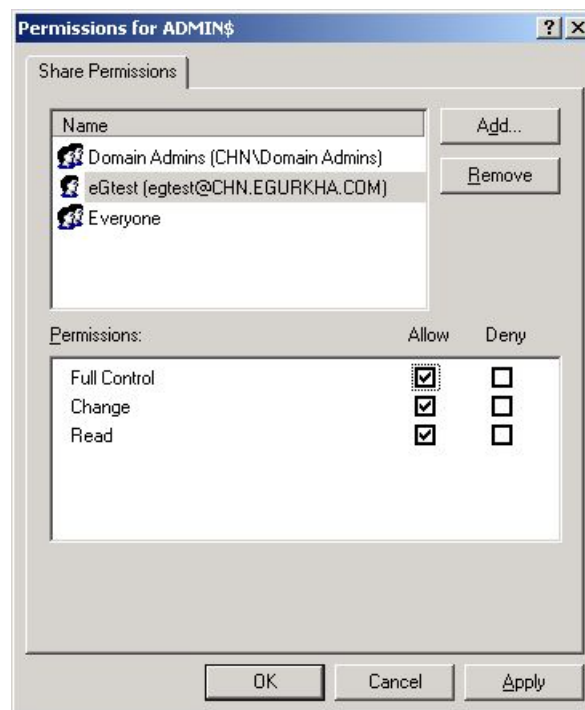 Permissions for ADMIN$
Share Permissions
Name
Add...
Domain Admins (CHN\Domain Admins)
eGtest (egtest@CHN.EGURKHA.COM)
Remove
Everyone
Permissions: Allow Deny
Full Control
Change
Read
OK Cancel Apply